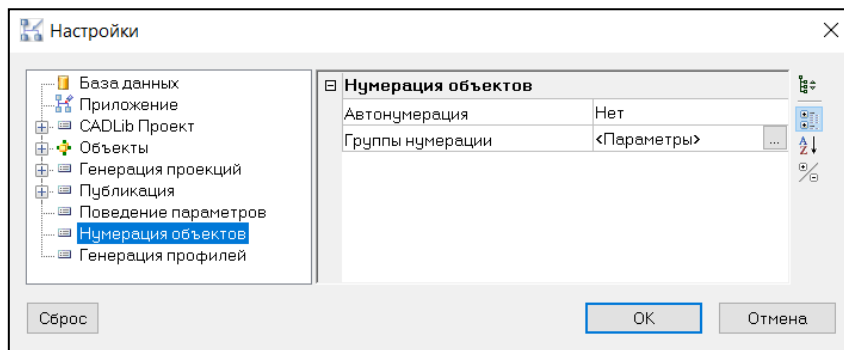 Настройки
База данных
Приложение
CADLib Проект
Объекты
Генерация проекций
Публикация
Поведение параметров
Нумерация объектов
Генерация профилей
Нумерация объектов
Автонумерация Нет
Группы нумерации <Параметры> ...
Сброс
OK
Отмена